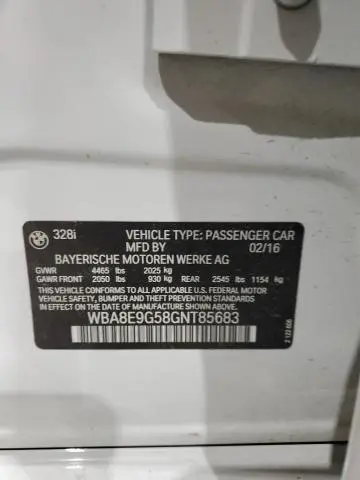 328i VEHICLE TYPE: PASSENGER CAR
MFD BY 02/16
BAYERISCHE MOTOREN WERKE AG
GVWR 4465 lbs 2025 kg
GAWR FRONT 2050 lbs 930 kg REAR 2545 lbs 1154 kg
THIS VEHICLE CONFORMS TO ALL APPLICABLE U.S. FEDERAL MOTOR
VEHICLE SAFETY, BUMPER, AND THEFT PREVENTION STANDARDS
IN EFFECT ON THE DATE OF MANUFACTURE SHOWN ABOVE.
WBA8E9G58GNT85683